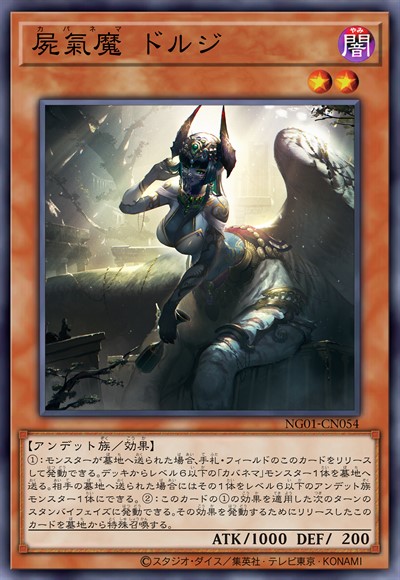 カバネマ
屍氣魔 ドルジ
やみ
闇
NG01-CN054
【アンデット族／効果】
①：モンスターが墓地へ送られた場合、手札・フィールドのこのカードをリリース
して発動できる。デッキからレベル６以下の「カバネマ」モンスター１体を墓地へ
送る。相手の墓地へ送られた場合にはその１体をレベル６以下のアンデット族
モンスター１体にできる。②：このカードの①の効果を適用した次のターンの
スタンバイフェイズに発動できる。その効果を発動するためにリリースしたこの
カードを墓地から特殊召喚する。
ATK/1000 DEF/ 200
©スタジオ・ダイス／集英社・テレビ東京・KONAMI